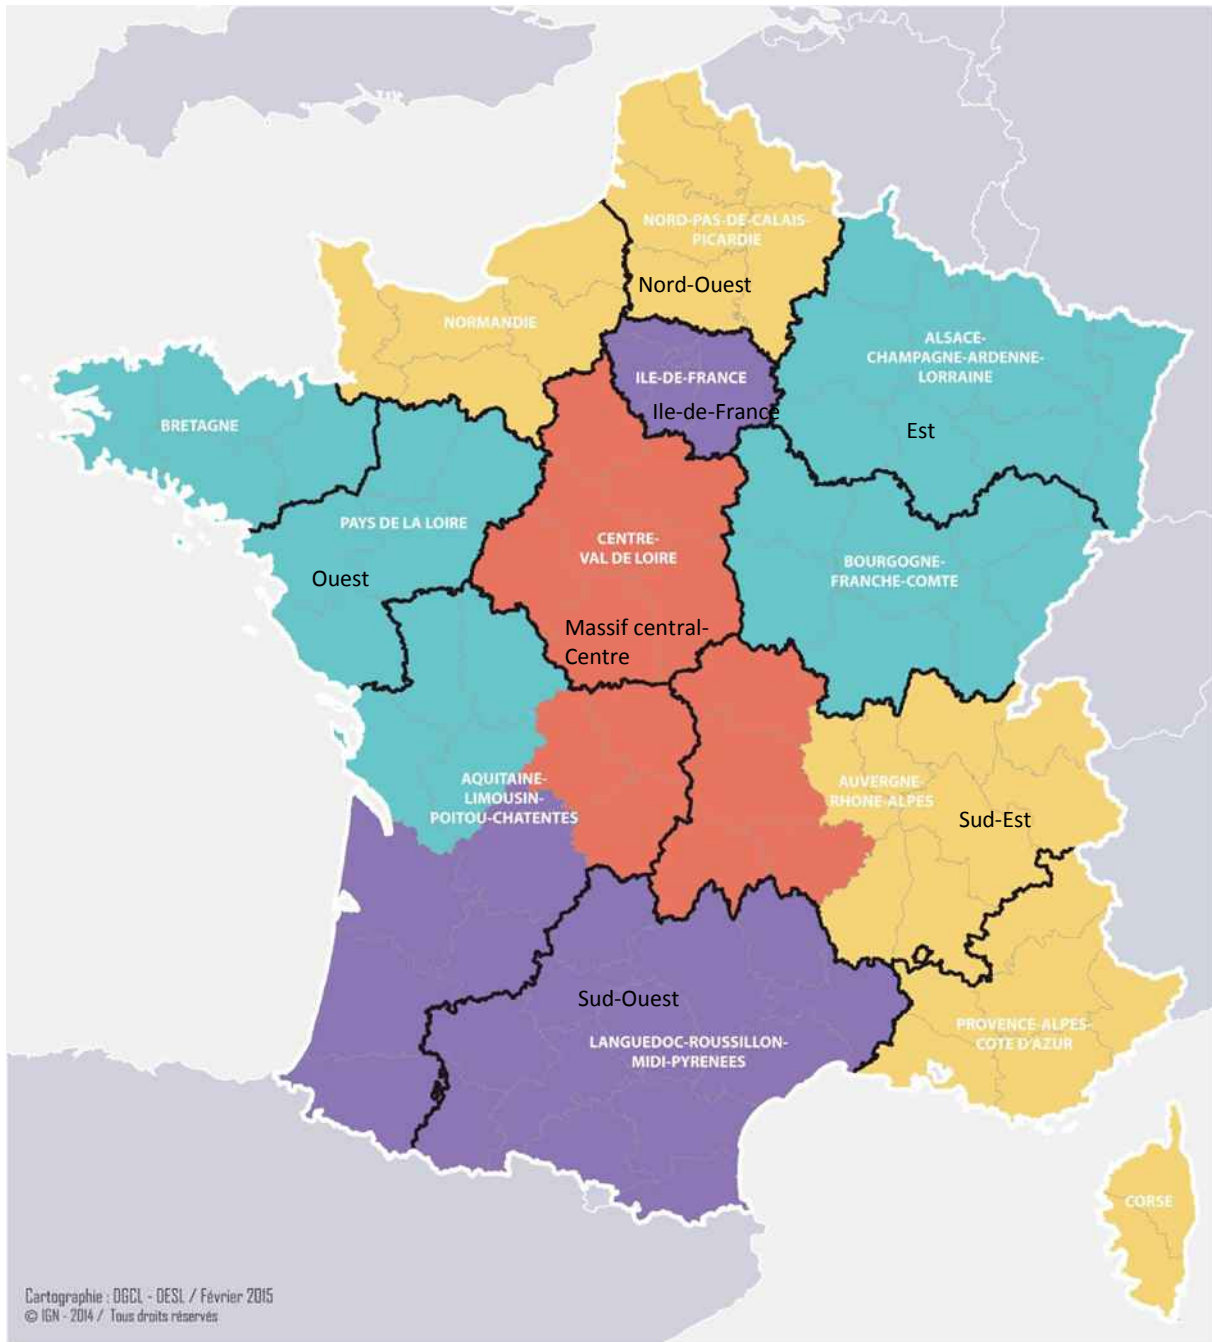 NORD-PAS-DE-CALAIS-
PICARDIE
Nord-Ouest
NORMANDIE
ILE-DE-FRANCE
Ile-de-France
ALSACE-
CHAMPAGNE-ARDENNE-
LORRAINE
Est
BRETAGNE
PAYS DE LA LOIRE
Ouest
CENTRE-
VAL DE LOIRE
Massif central-
Centre
BOURGOGNE-
FRANCHE-COMTE
AQUITAINE-
LIMOUSIN-
POITOU-CHATENTES
AUVERGNE-
RHONE-ALPES
Sud-Est
Sud-Ouest
LANGUEDOC-ROUSSILLON-
MIDI-PYRENEES
PROVENCE-ALPES-
COTE D'AZUR
CORSE
Cartographie : DGCL - DESL / Février 2015
© IGN - 2014 / Tous droits réservés